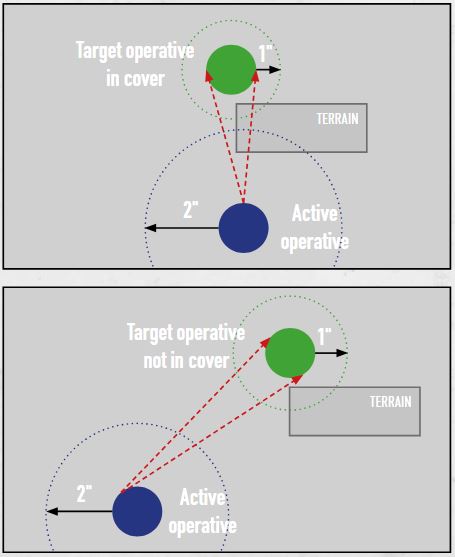 Target operative
in cover
1"
TERRAIN
2"
Active
operative
Target operative
not in cover
1"
TERRAIN
2"
Active
operative